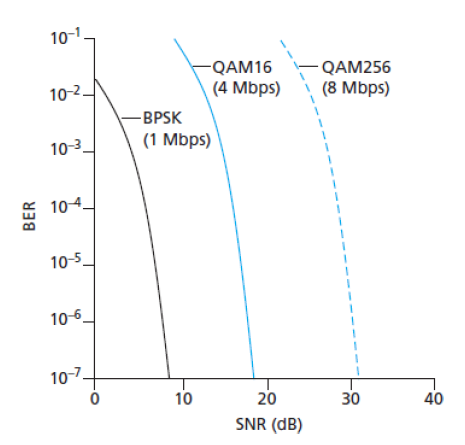 10⁻¹
QAM16
(4 Mbps)
QAM256
(8 Mbps)
10⁻²
BPSK
(1 Mbps)
10⁻³
10⁻⁴
BER
10⁻⁵
10⁻⁶
10⁻⁷
0 10 20 30 40
SNR (dB)